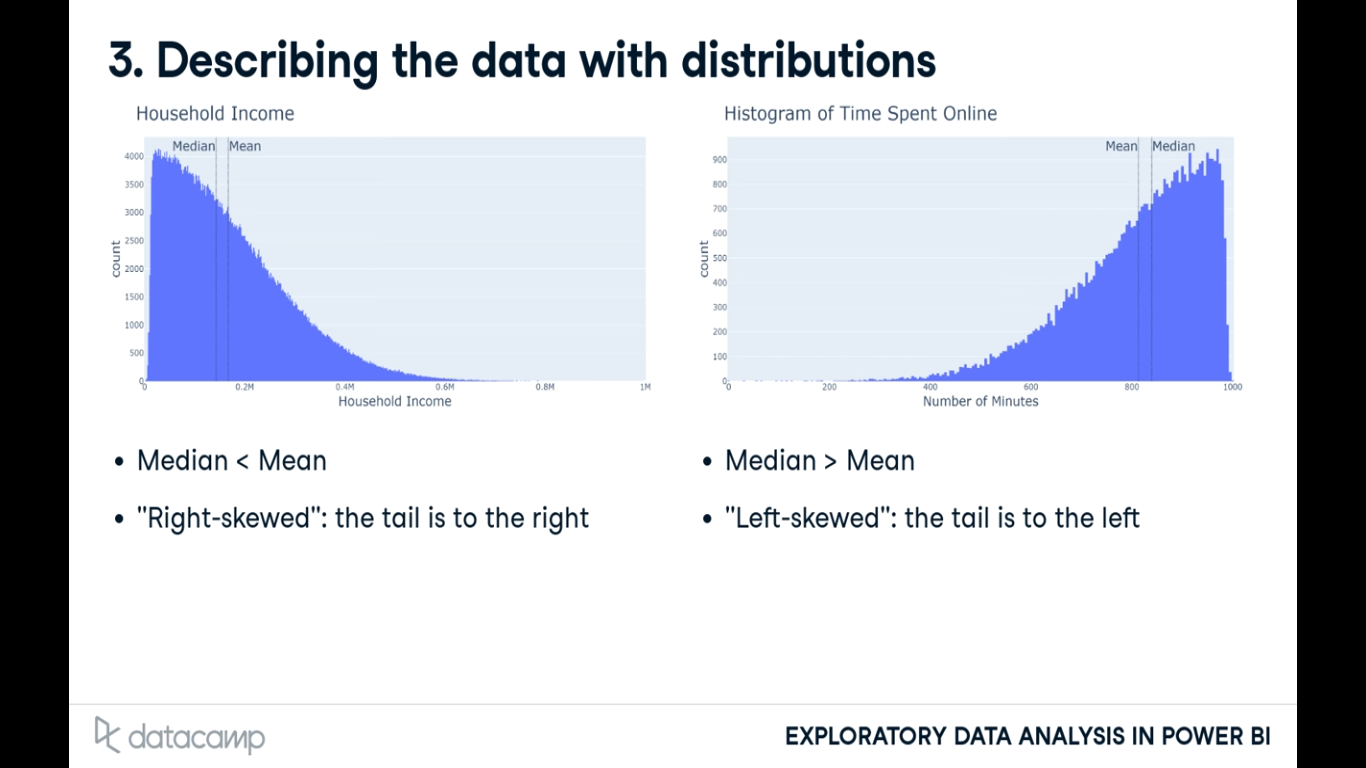 3. Describing the data with distributions
Household Income
Median Mean
4000
3500
3000
2500
2000
1500
1000
500
0
count
0 0.2M 0.4M 0.6M 0.8M 1M
Household Income
• Median < Mean
• "Right-skewed": the tail is to the right
Histogram of Time Spent Online
Mean Median
900
800
700
600
500
400
300
200
100
0
count
0 200 400 600 800 1000
Number of Minutes
• Median > Mean
• "Left-skewed": the tail is to the left
datacamp
EXPLORATORY DATA ANALYSIS IN POWER BI